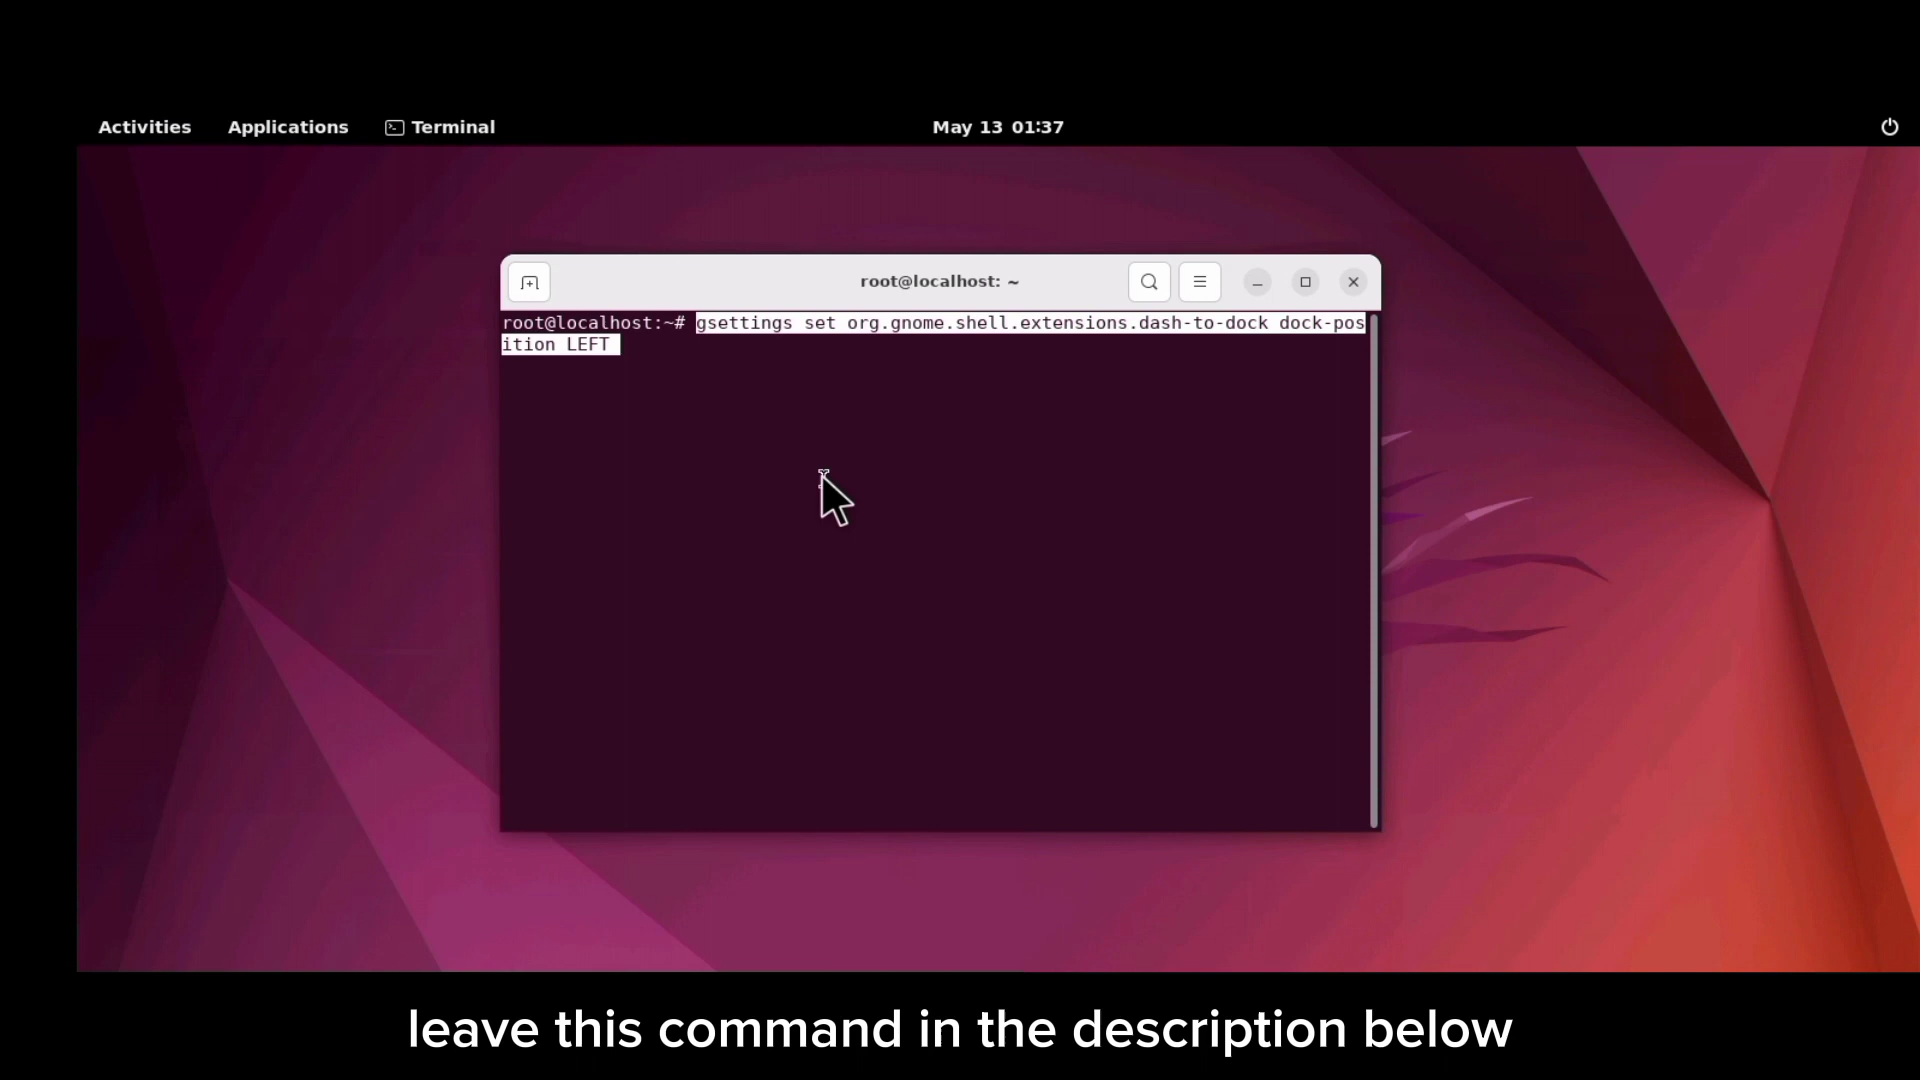 Activities Applications Terminal May 13 01:37
root@localhost: ~
root@localhost:~# gsettings set org.gnome.shell.extensions.dash-to-dock dock-pos
ition LEFT
leave this command in the description below